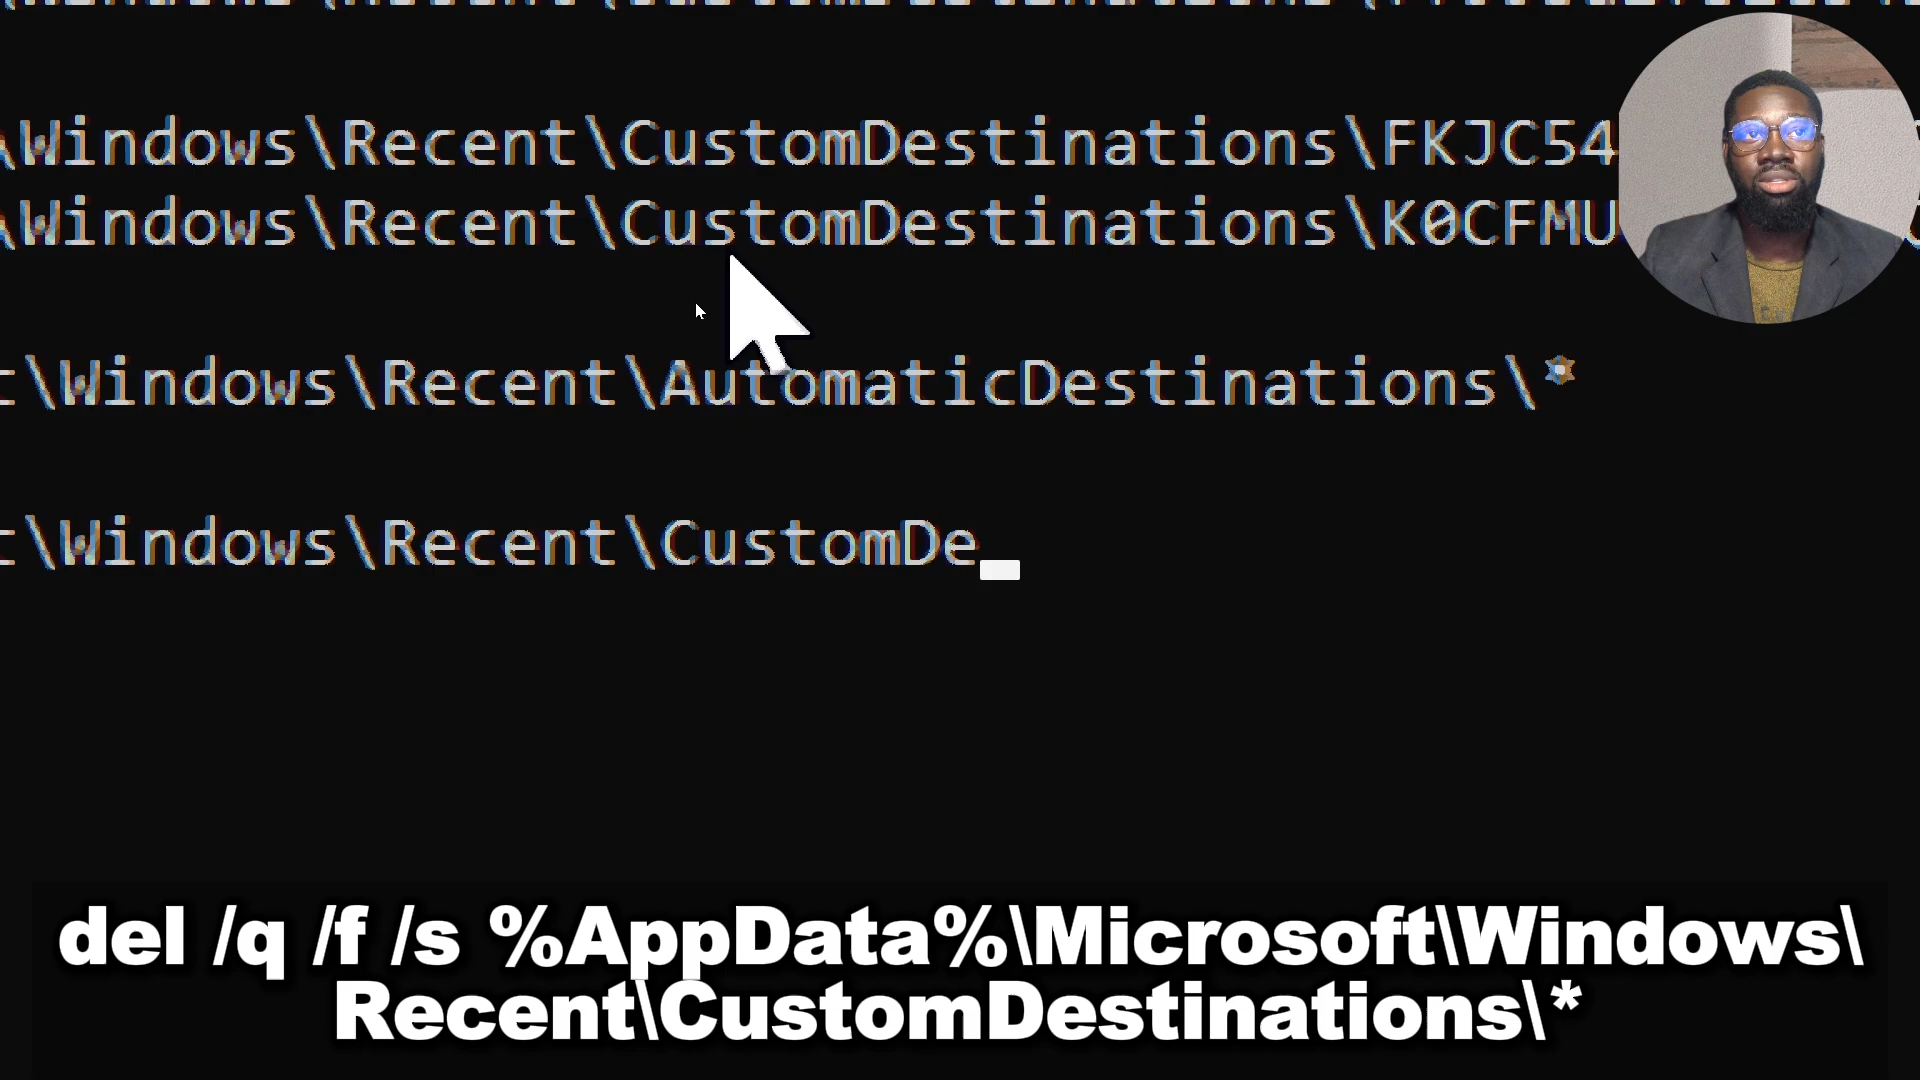 \Windows\Recent\CustomDestinations\FKJC54
\Windows\Recent\CustomDestinations\K0CFMU
t\Windows\Recent\AutomaticDestinations\*
t\Windows\Recent\CustomDe_
del /q /f /s %AppData%\Microsoft\Windows\
Recent\CustomDestinations\*